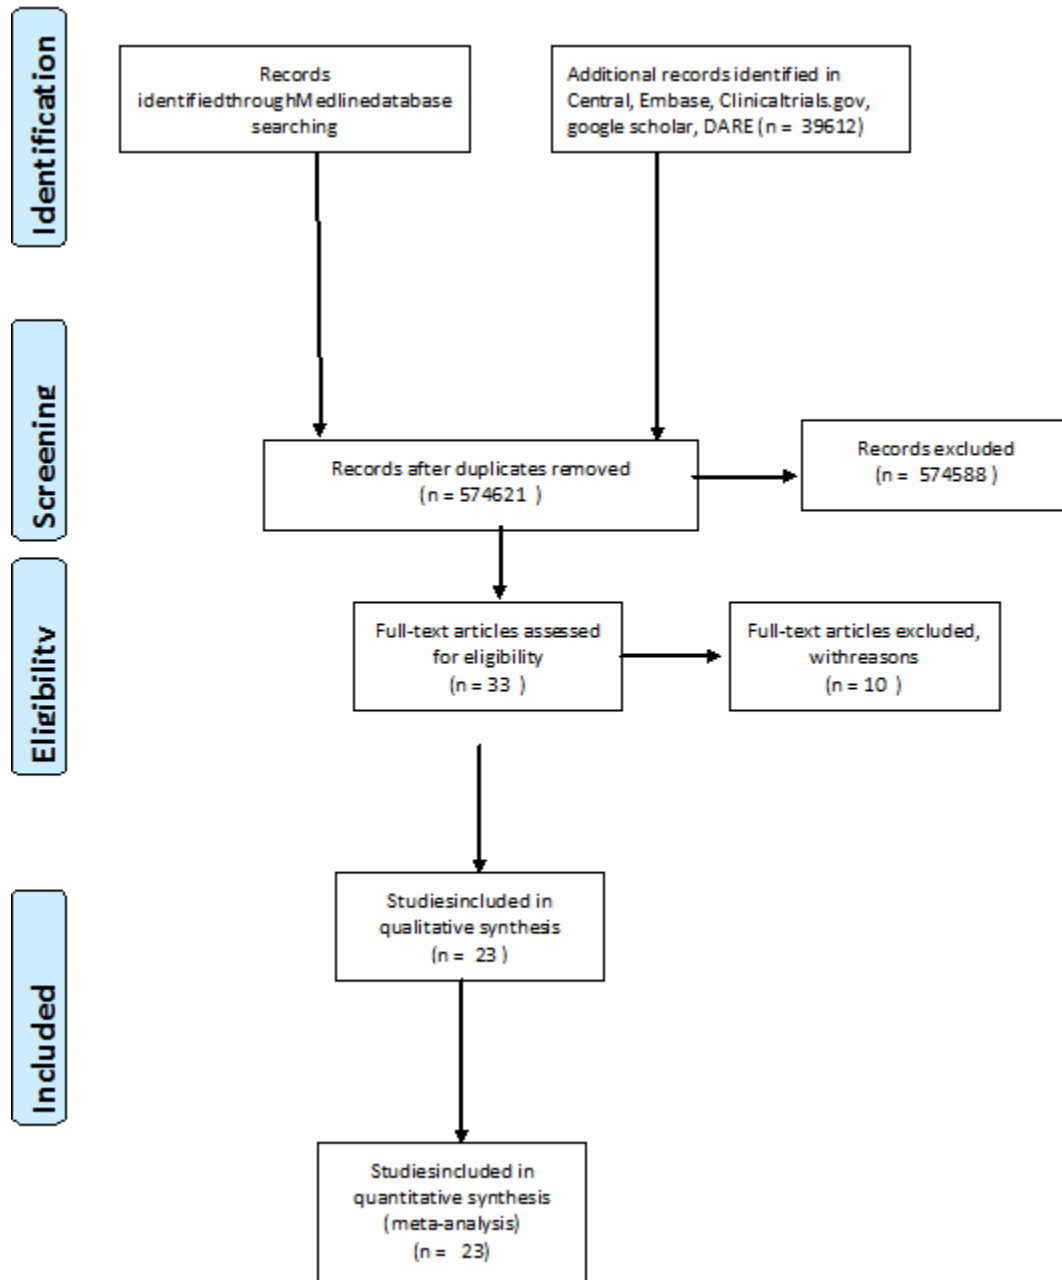 Identification
Records
identifiedthroughMedlinedatabase
searching
Additional records identified in
Central, Embase, Clinicaltrials.gov,
google scholar, DARE (n = 39612)
Screening
Records after duplicates removed
(n = 574621 )
Records excluded
(n = 574588 )
Eligibility
Full-text articles assessed
for eligibility
(n = 33 )
Full-text articles excluded,
withreasons
(n = 10 )
Included
Studiesincluded in
qualitative synthesis
(n = 23 )
Studiesincluded in
quantitative synthesis
(meta-analysis)
(n = 23)